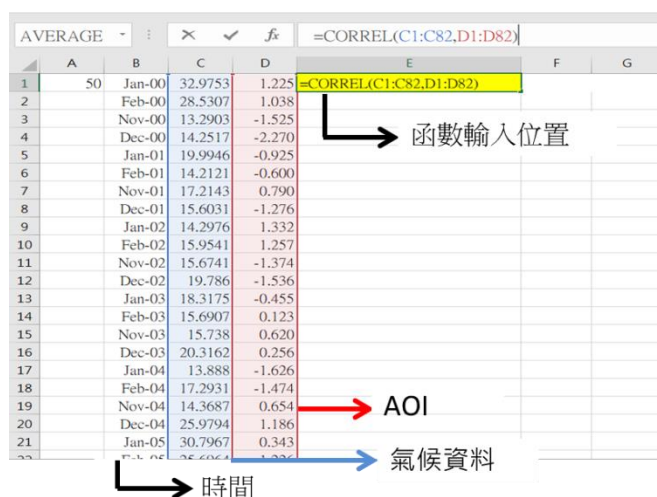 AVERAGE =CORREL(C1:C82,D1:D82)
A B C D E F G
1 50 Jan-00 32.9753 1.225 =CORREL(C1:C82,D1:D82)
2 Feb-00 28.5307 1.038
3 Nov-00 13.2903 -1.525
函數輸入位置
4 Dec-00 14.2517 -2.270
5 Jan-01 19.9946 -0.925
6 Feb-01 14.2121 -0.600
7 Nov-01 17.2143 0.790
8 Dec-01 15.6031 -1.276
9 Jan-02 14.2976 1.332
10 Feb-02 15.9541 1.257
11 Nov-02 15.6741 -1.374
12 Dec-02 19.786 -1.536
13 Jan-03 18.3175 -0.455
14 Feb-03 15.6907 0.123
15 Nov-03 15.738 0.620
16 Dec-03 20.3162 0.256
17 Jan-04 13.888 -1.626
18 Feb-04 17.2931 -1.474
19 Nov-04 14.3687 0.654
AOI
20 Dec-04 25.9794 1.186
21 Jan-05 30.7967 0.343
氣候資料
時間